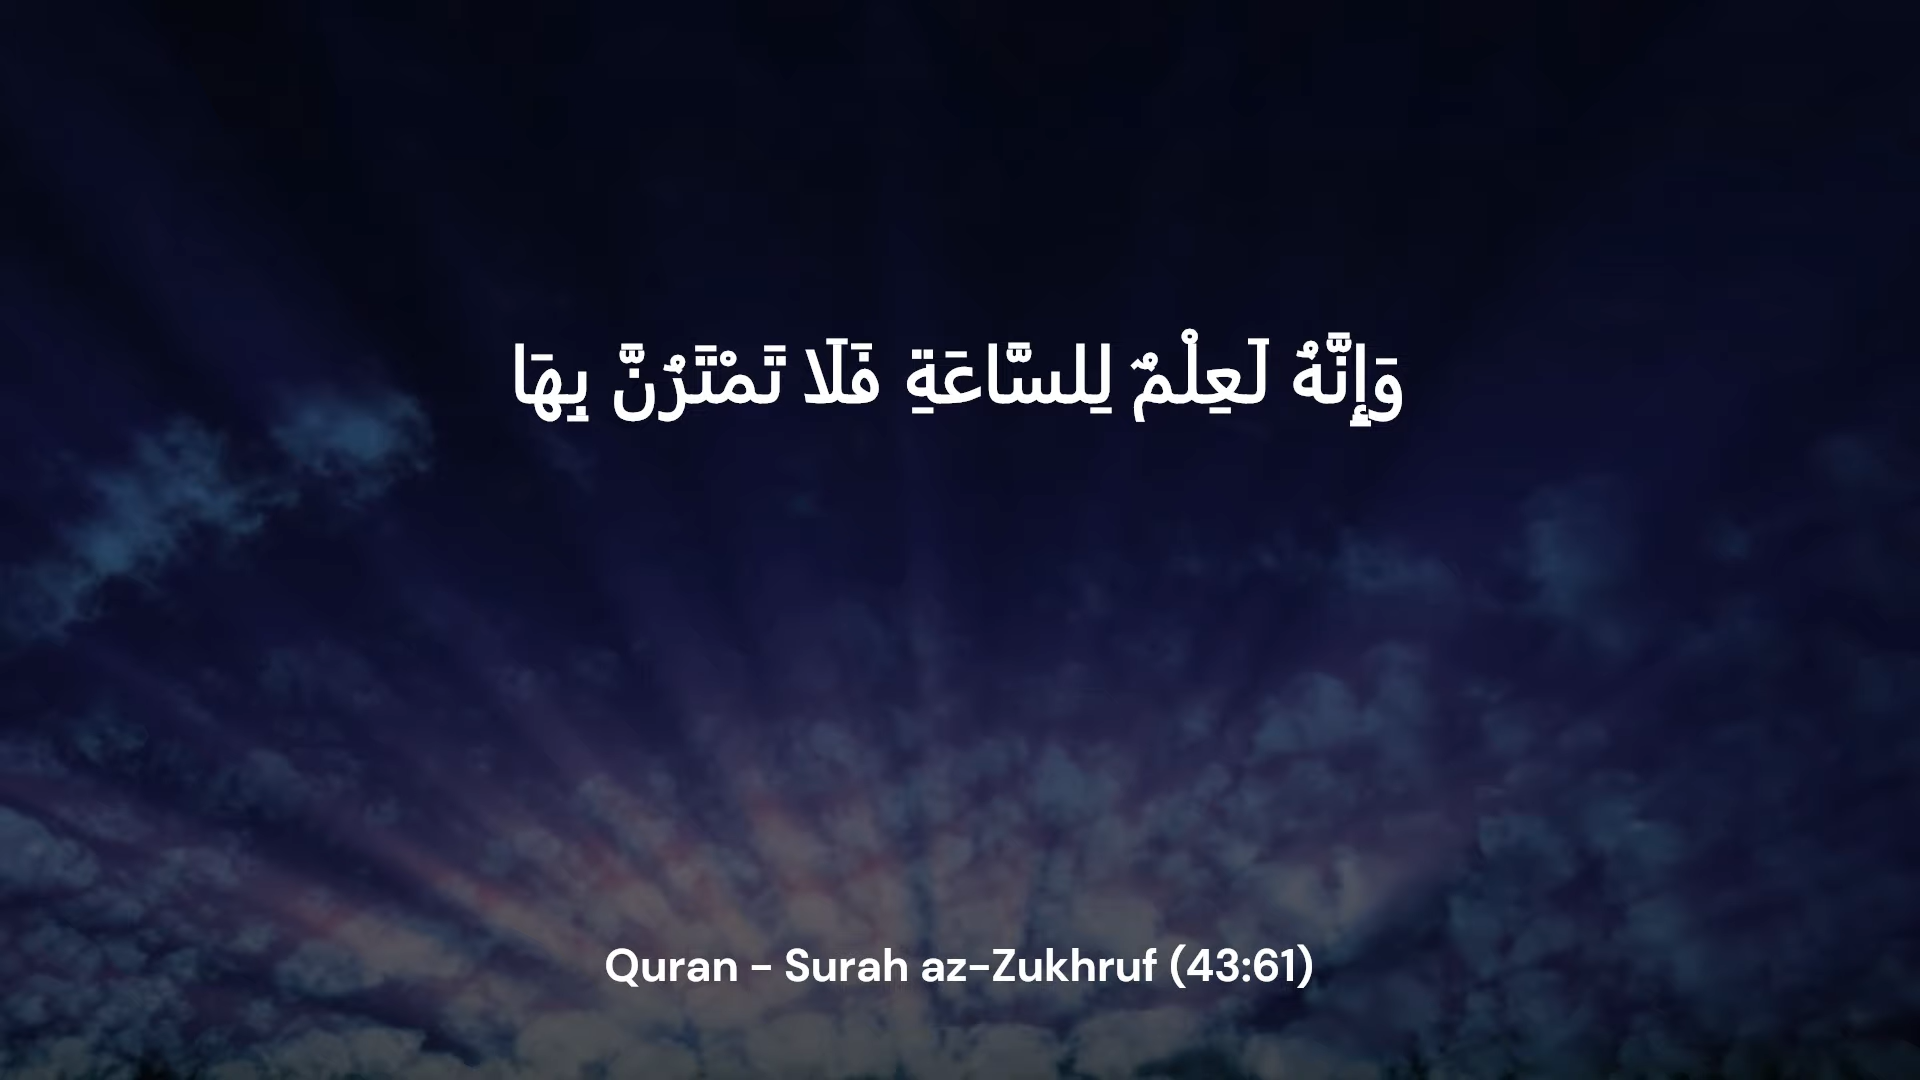 وَإِنَّهُ لَعِلْمٌ لِلسَّاعَةِ فَلَا تَمْتَرُنَّ بِهَا
Quran - Surah az-Zukhruf (43:61)